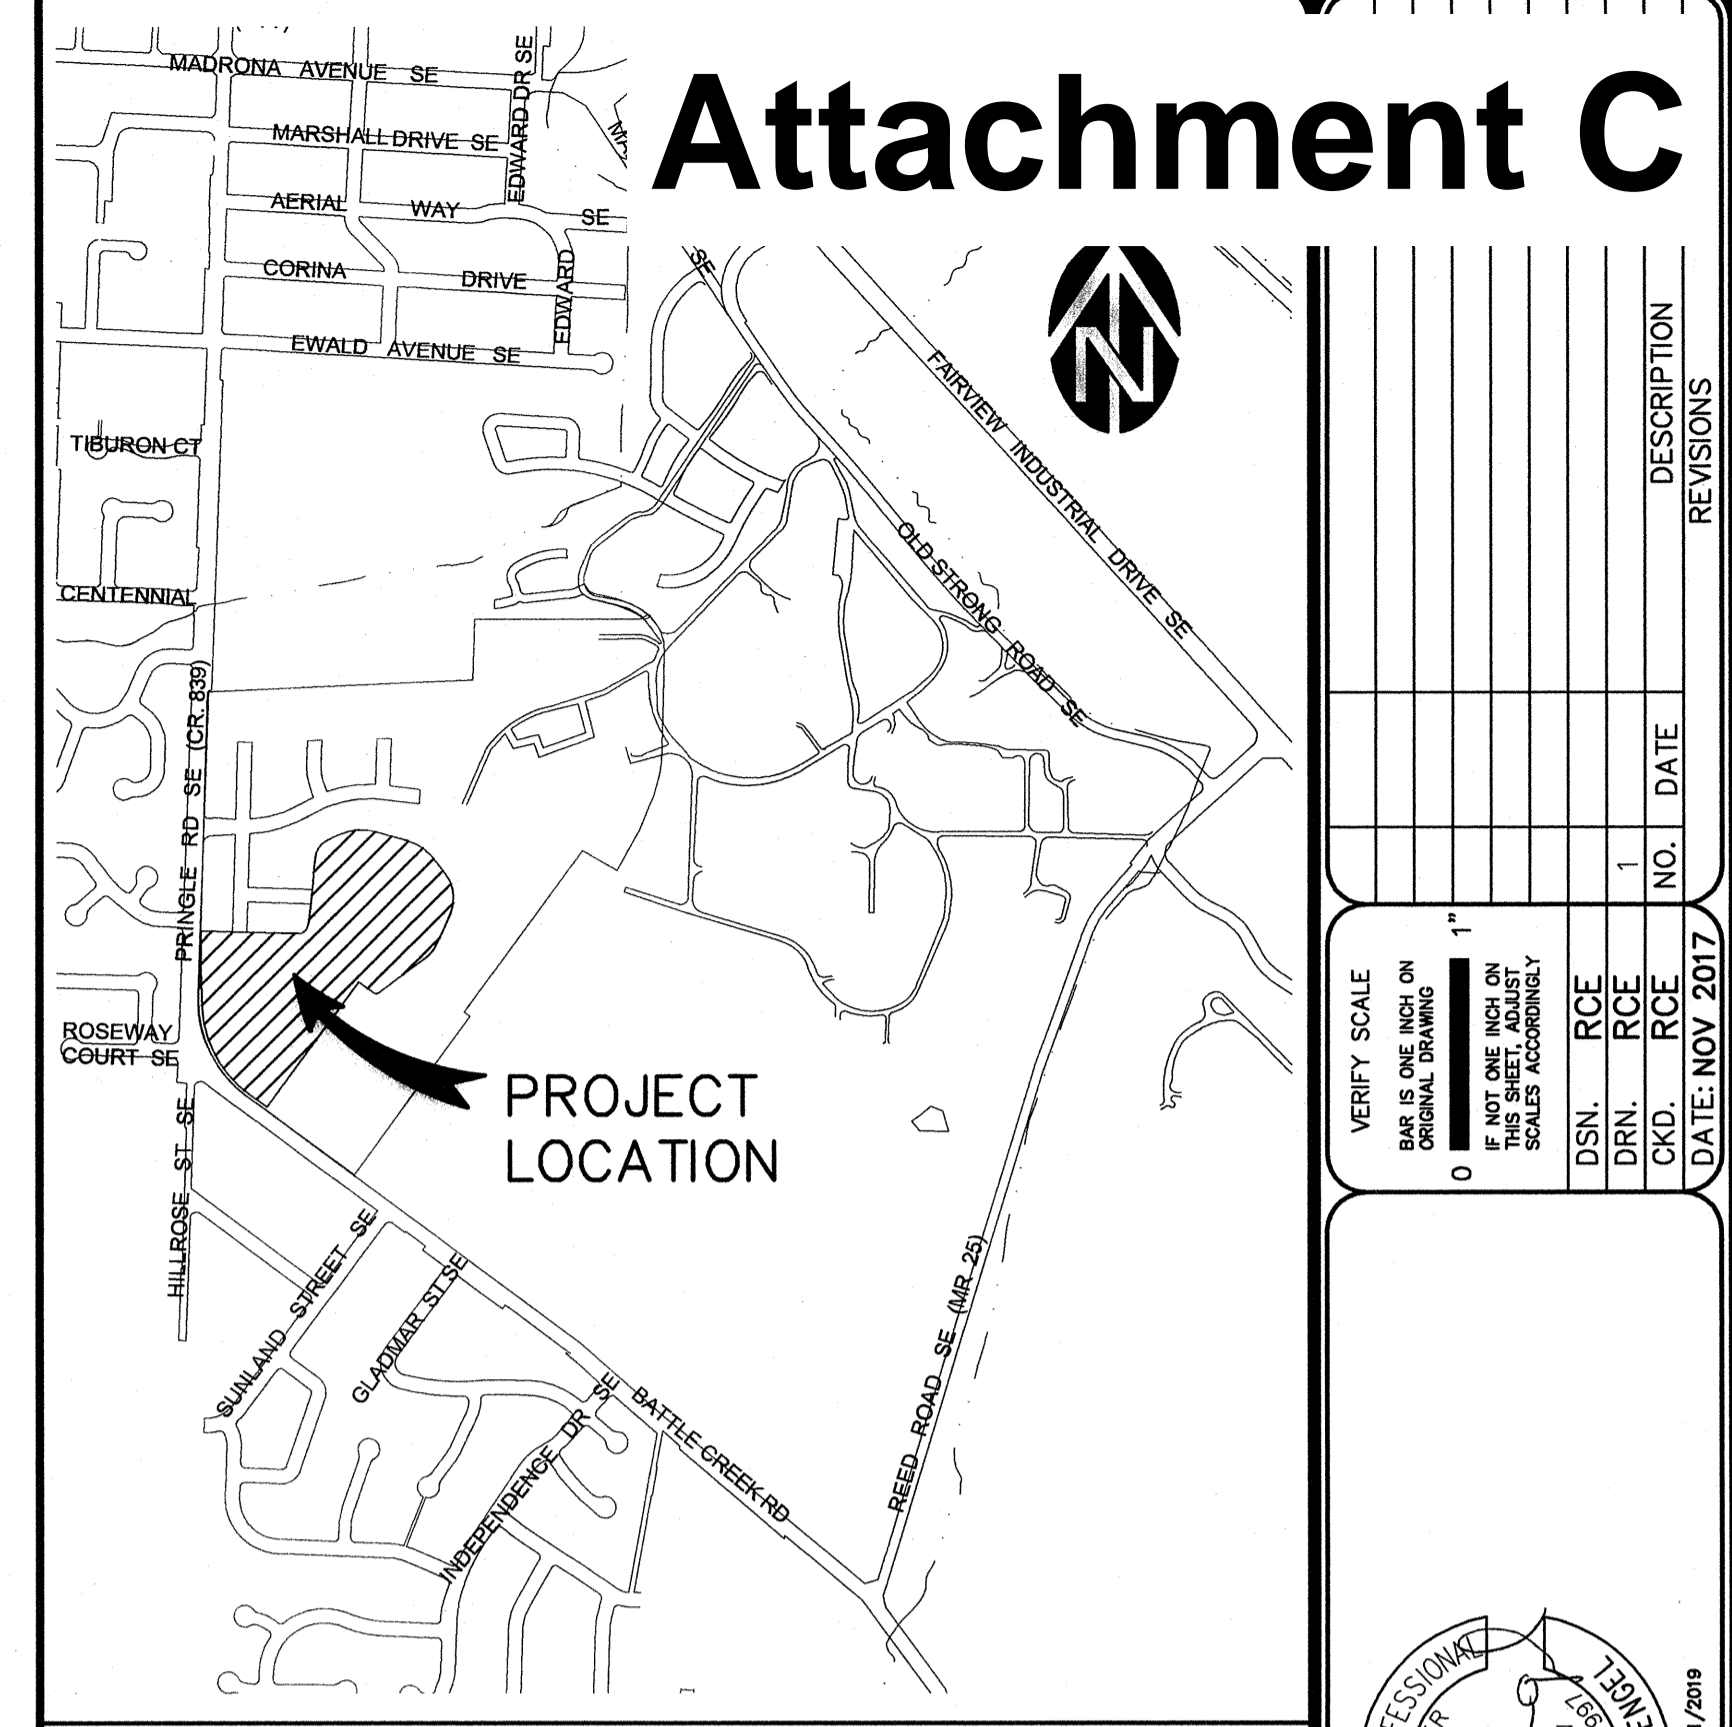 Attachment C
MADRONA AVENUE SE
EDWARD DR SE
MARSHALL DRIVE SE
AERIAL WAY SE
CORINA DRIVE
EDWARD
EWALD AVENUE SE
SE
N
FAIRVIEW INDUSTRIAL DRIVE SE
TIBURON CT
OLD STRONG ROAD SE
CENTENNIAL
PRINGLE RD SE (CR. 839)
ROSEWAY
COURT SE
PROJECT
LOCATION
HILLROSE ST SE
SUNLAND STREET SE
GLADMAR ST SE
INDEPENDENCE DR SE
BATTLE CREEK RD
REED ROAD SE (MR 25)
DESCRIPTION
REVISIONS
1
NO. DATE
VERIFY SCALE
BAR IS ONE INCH ON
ORIGINAL DRAWING
0 1"
IF NOT ONE INCH ON
THIS SHEET, ADJUST
SCALES ACCORDINGLY
DSN. RCE
DRN. RCE
CKD. RCE
DATE: NOV 2017
FESSIONAL
ENGEL
/2019